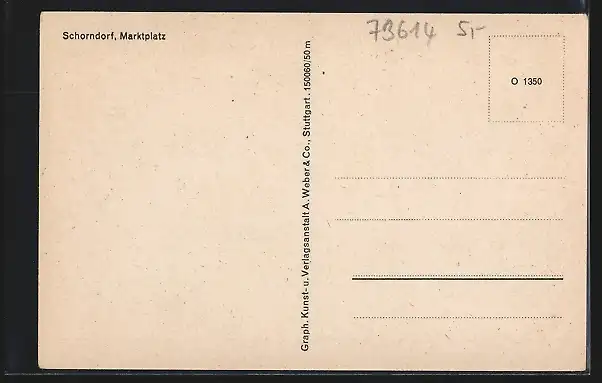 Schorndorf, Marktplatz
73614 5,-
O 1350
Graph. Kunst- u. Verlagsanstalt A. Weber & Co., Stuttgart. 150060/50 m